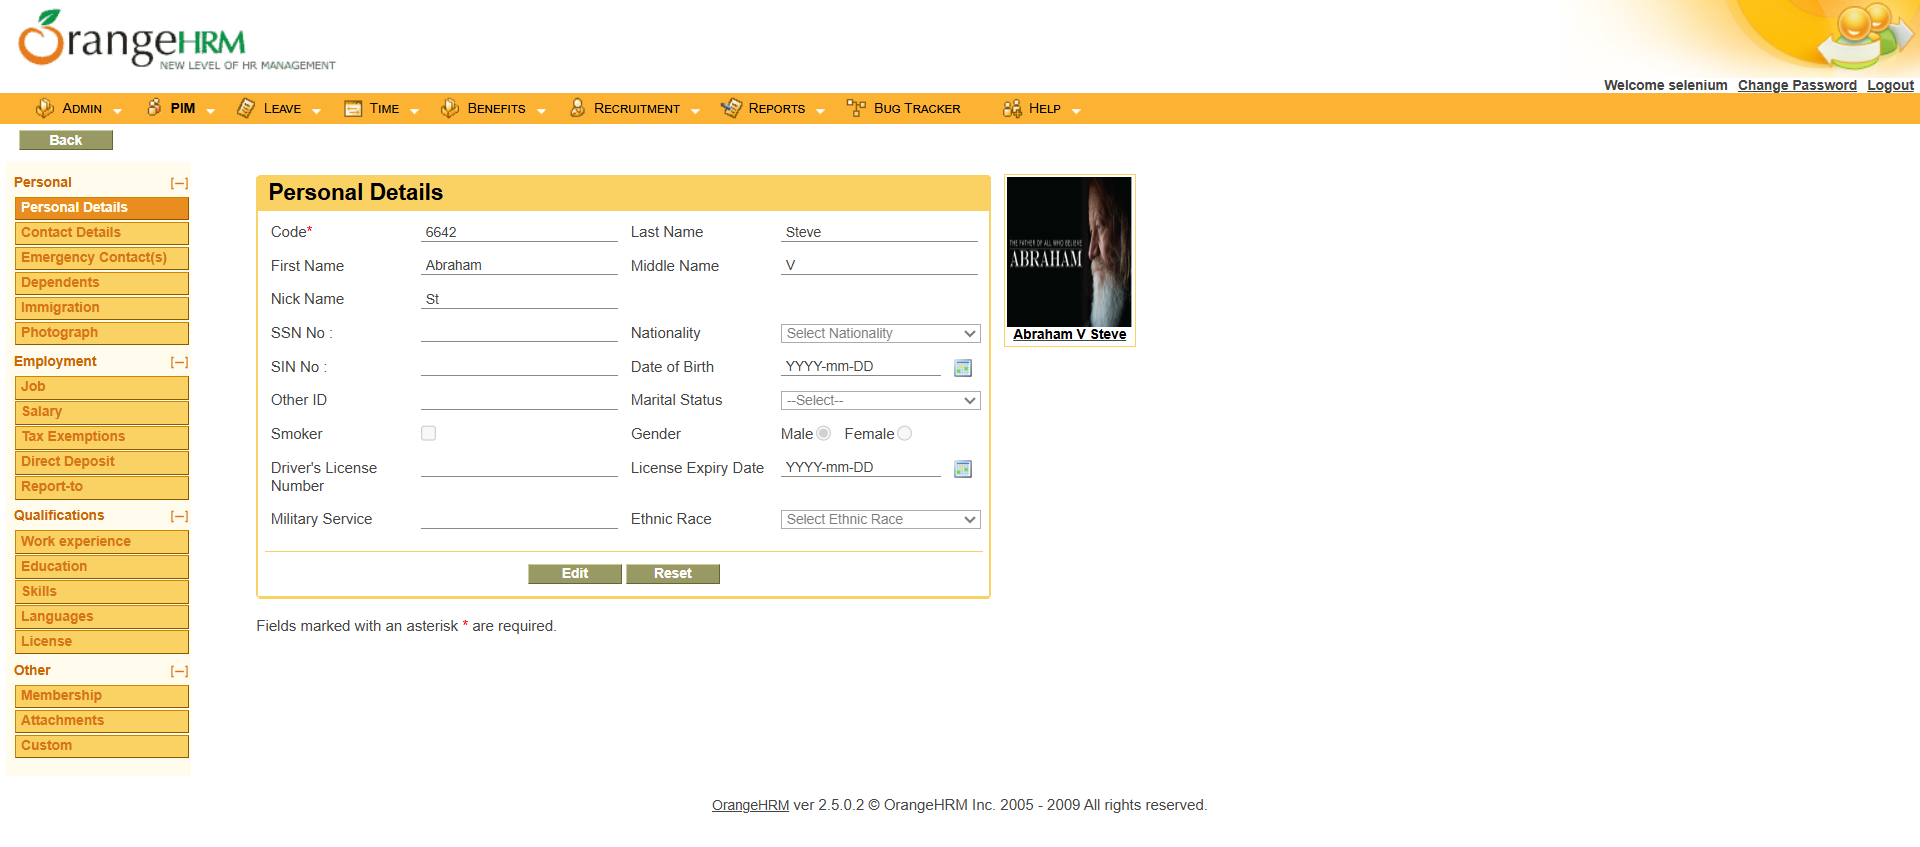 OrangeHRM
NEW LEVEL OF HR MANAGEMENT
Welcome selenium Change Password Logout
ADMIN PIM LEAVE TIME BENEFITS RECRUITMENT REPORTS BUG TRACKER HELP
Back
Personal [–]
Personal Details
Contact Details
Emergency Contact(s)
Dependents
Immigration
Photograph
Employment [–]
Job
Salary
Tax Exemptions
Direct Deposit
Report-to
Qualifications [–]
Work experience
Education
Skills
Languages
License
Other [–]
Membership
Attachments
Custom
Personal Details
Code* 6642 Last Name Steve
First Name Abraham Middle Name V
Nick Name St
SSN No : Nationality Select Nationality
SIN No : Date of Birth YYYY-mm-DD
Other ID Marital Status --Select--
Smoker Gender Male Female
Driver's License Number License Expiry Date YYYY-mm-DD
Military Service Ethnic Race Select Ethnic Race
Edit Reset
Fields marked with an asterisk * are required.
THE FATHER OF ALL WHO BELIEVE
ABRAHAM
Abraham V Steve
OrangeHRM ver 2.5.0.2 © OrangeHRM Inc. 2005 - 2009 All rights reserved.